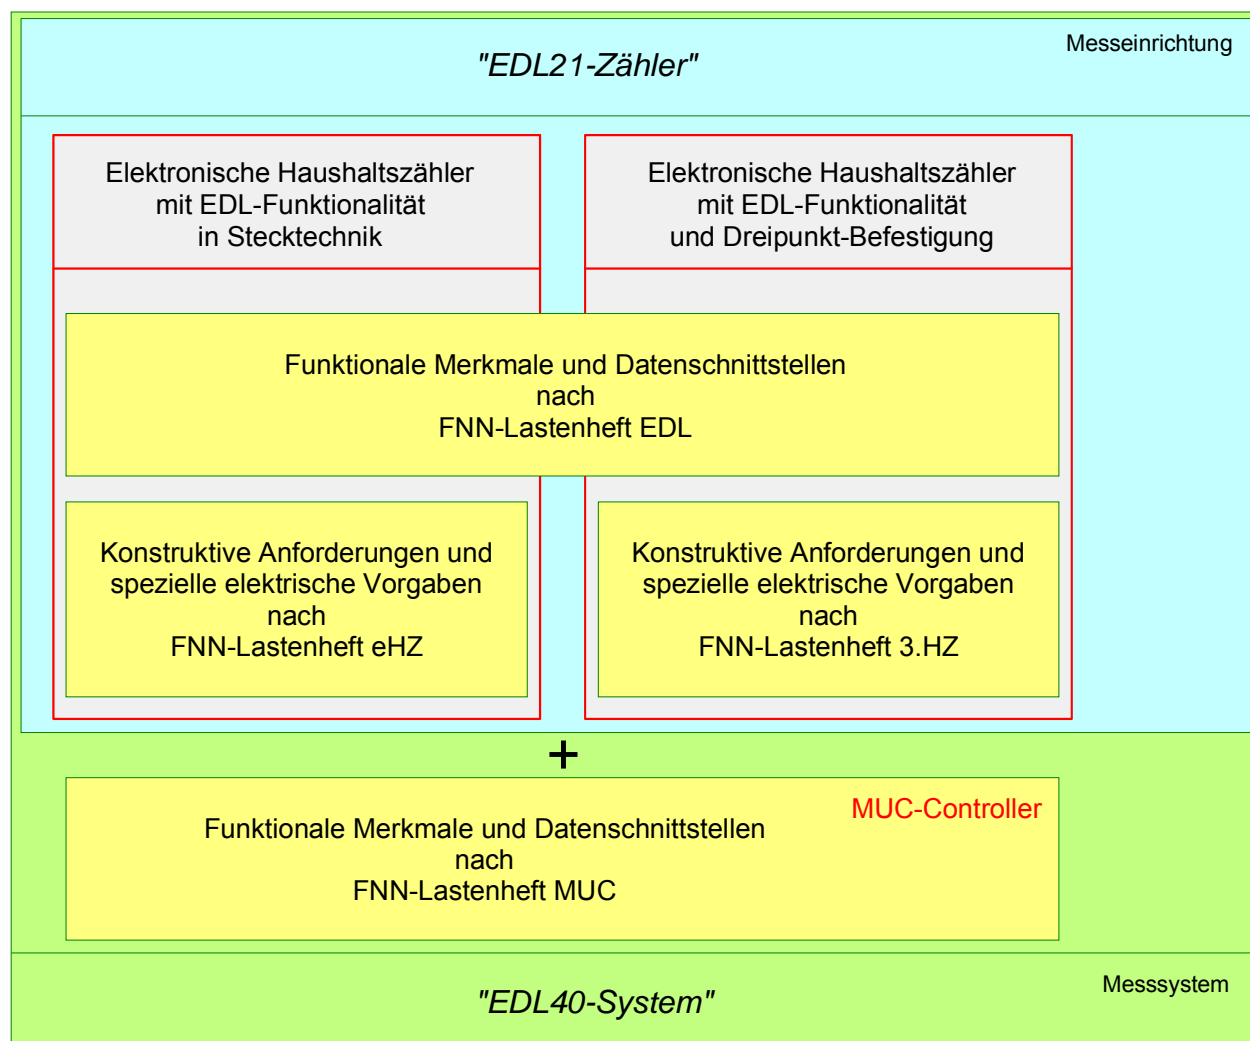 "EDL21-Zähler"
Messeinrichtung
Elektronische Haushaltszähler
mit EDL-Funktionalität
in Stecktechnik
Elektronische Haushaltszähler
mit EDL-Funktionalität
und Dreipunkt-Befestigung
Funktionale Merkmale und Datenschnittstellen
nach
FNN-Lastenheft EDL
Konstruktive Anforderungen und
spezielle elektrische Vorgaben
nach
FNN-Lastenheft eHZ
Konstruktive Anforderungen und
spezielle elektrische Vorgaben
nach
FNN-Lastenheft 3.HZ
+
MUC-Controller
Funktionale Merkmale und Datenschnittstellen
nach
FNN-Lastenheft MUC
"EDL40-System"
Messsystem